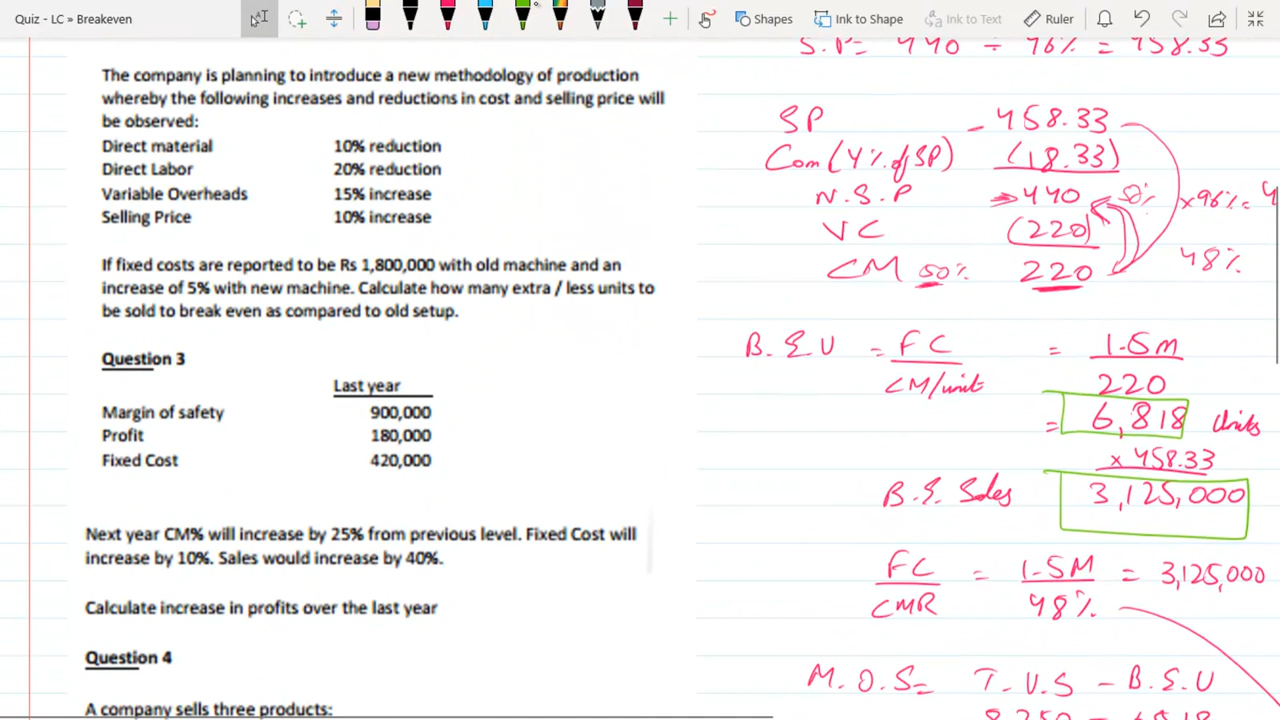 Quiz - LC » Breakeven
Shapes
Ink to Shape
Ink to Text
Ruler
The company is planning to introduce a new methodology of production
whereby the following increases and reductions in cost and selling price will
be observed:
Direct material 10% reduction
Direct Labor 20% reduction
Variable Overheads 15% increase
Selling Price 10% increase
If fixed costs are reported to be Rs 1,800,000 with old machine and an
increase of 5% with new machine. Calculate how many extra / less units to
be sold to break even as compared to old setup.
Question 3
Last year
Margin of safety 900,000
Profit 180,000
Fixed Cost 420,000
Next year CM% will increase by 25% from previous level. Fixed Cost will
increase by 10%. Sales would increase by 40%.
Calculate increase in profits over the last year
Question 4
A company sells three products:
S.P= 440 ÷ 96% = 458.33
SP 458.33
Com (4% of SP) (18.33)
N.S.P 440 50% x96% = 4
VC (220)
CM 50% 220 48%
B.E.U = FC = 1.5M
CM/unit 220
= 6,818 Units
x 458.33
B.E. Sales 3,125,000
FC = 1.5M = 3,125,000
CMR 48%
M.O.S = T.U.S - B.E.U
8,250 - 6818